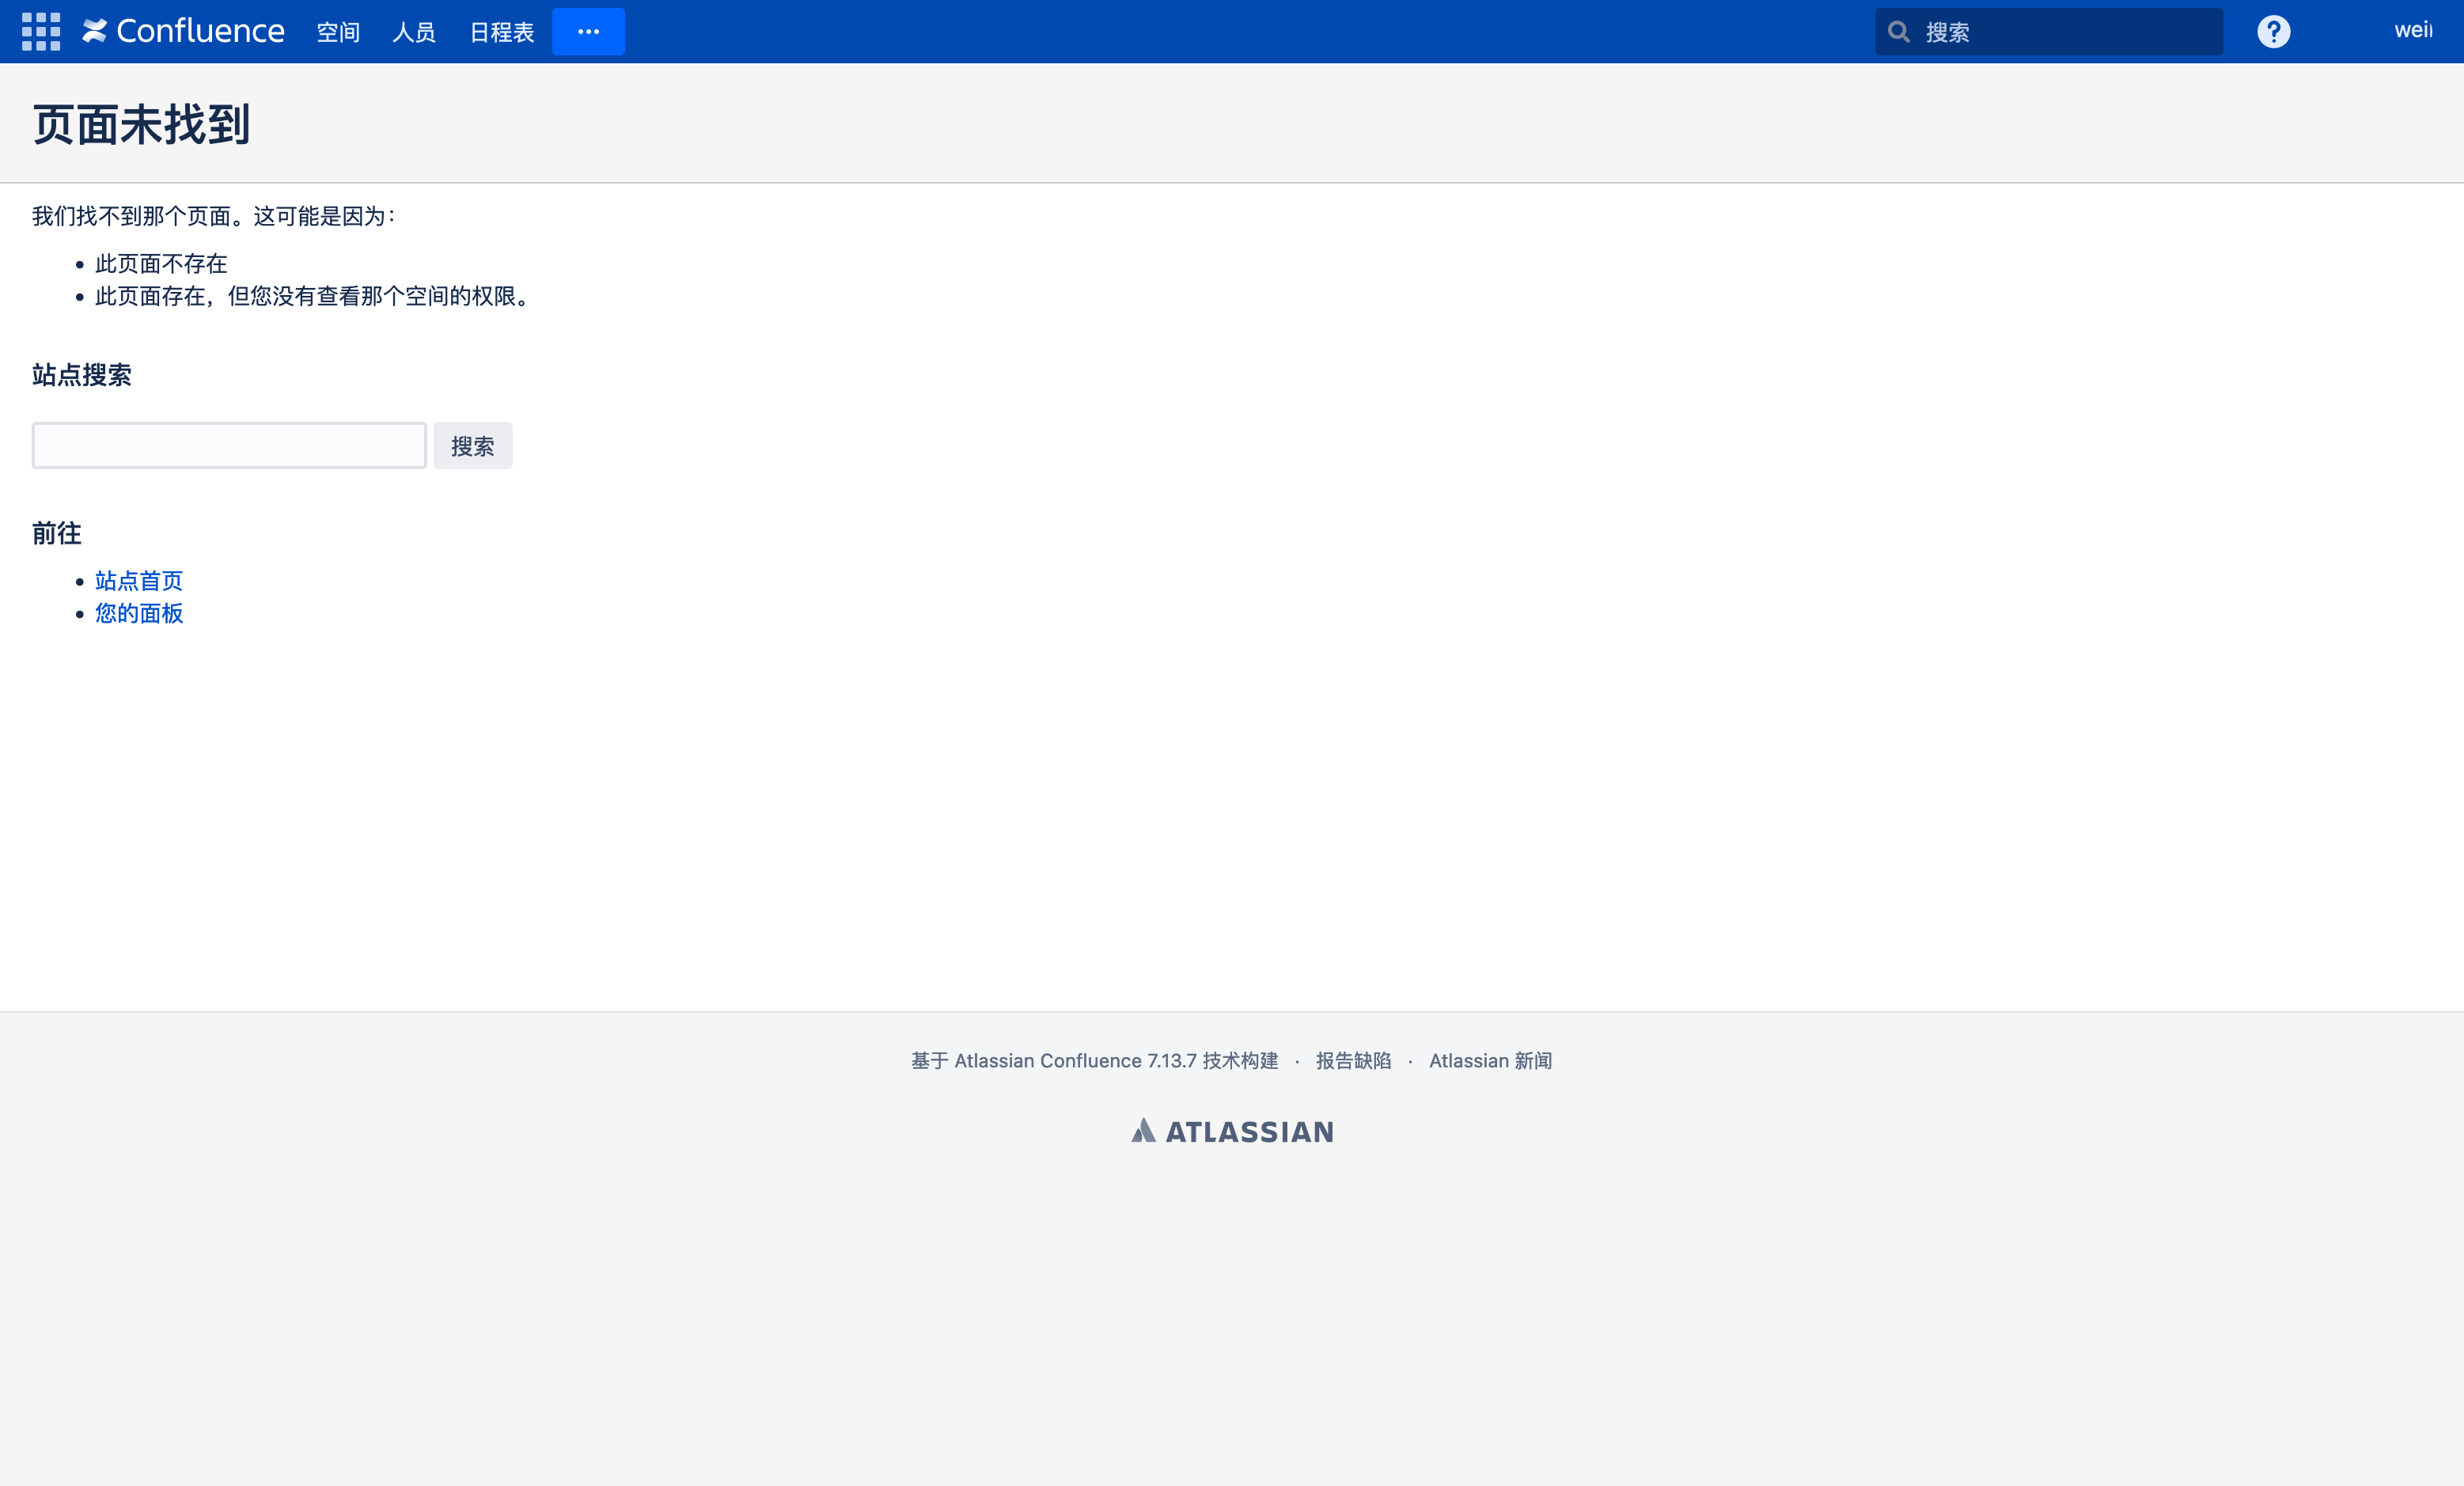 Confluence 空间 人员 日程表 ··· 搜索 ?
页面未找到
我们找不到那个页面。这可能是因为：
• 此页面不存在
• 此页面存在，但您没有查看那个空间的权限。
站点搜索
搜索
前往
• 站点首页
• 您的面板
基于 Atlassian Confluence 7.13.7 技术构建 · 报告缺陷 · Atlassian 新闻
ATLASSIAN